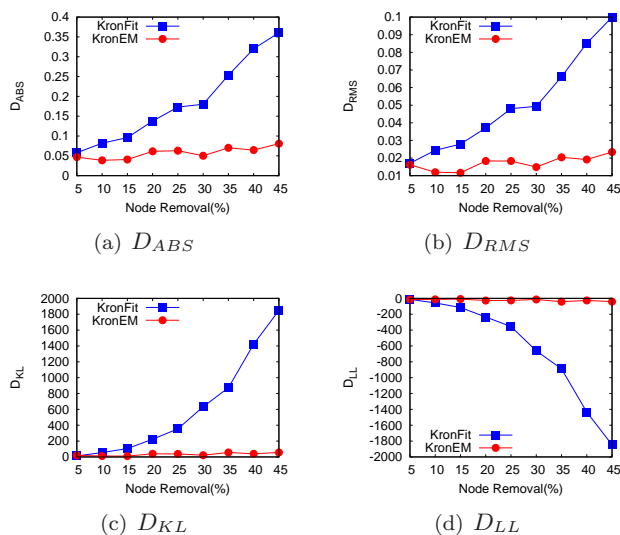 0.4
0.35
0.3
0.25
0.2
0.15
0.1
0.05
0
D_ABS
KronFit
KronEM
5 10 15 20 25 30 35 40 45
Node Removal(%)
(a) D_ABS
0.1
0.09
0.08
0.07
0.06
0.05
0.04
0.03
0.02
0.01
D_RMS
KronFit
KronEM
5 10 15 20 25 30 35 40 45
Node Removal(%)
(b) D_RMS
2000
1800
1600
1400
1200
1000
800
600
400
200
0
D_KL
KronFit
KronEM
5 10 15 20 25 30 35 40 45
Node Removal(%)
(c) D_KL
0
-200
-400
-600
-800
-1000
-1200
-1400
-1600
-1800
-2000
D_LL
KronFit
KronEM
5 10 15 20 25 30 35 40 45
Node Removal(%)
(d) D_LL